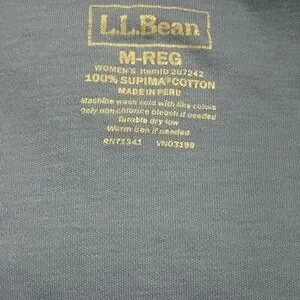 L.L.Bean
M-REG
WOMEN'S ItemID 207242
100% SUPIMA® COTTON
MADE IN PERU
Machine wash cold with like colors
Only non chlorine bleach if needed
Tumble dry low
Warm iron if needed
RN71341 VN03199